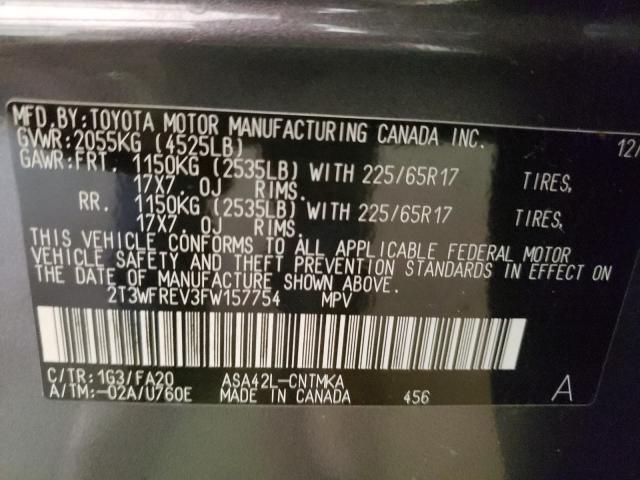 MFD.BY:TOYOTA MOTOR MANUFACTURING CANADA INC. 12/
GVWR:2055KG (4525LB)
GAWR:FRT. 1150KG (2535LB) WITH 225/65R17 TIRES,
17X7.0J RIMS.
RR. 1150KG (2535LB) WITH 225/65R17 TIRES,
17X7.0J RIMS.
THIS VEHICLE CONFORMS TO ALL APPLICABLE FEDERAL MOTOR
VEHICLE SAFETY AND THEFT PREVENTION STANDARDS IN EFFECT ON
THE DATE OF MANUFACTURE SHOWN ABOVE.
2T3WFREV3FW157754 MPV
C/TR:1G3/FA20 ASA42L-CNTMKA
A/TM:-02A/U760E MADE IN CANADA 456 A